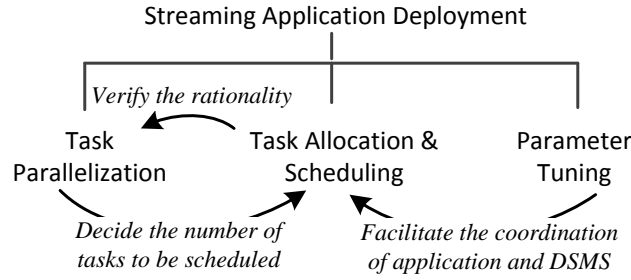 Streaming Application Deployment
Verify the rationality
Task
Parallelization
Task Allocation &
Scheduling
Parameter
Tuning
Decide the number of
tasks to be scheduled
Facilitate the coordination
of application and DSMS